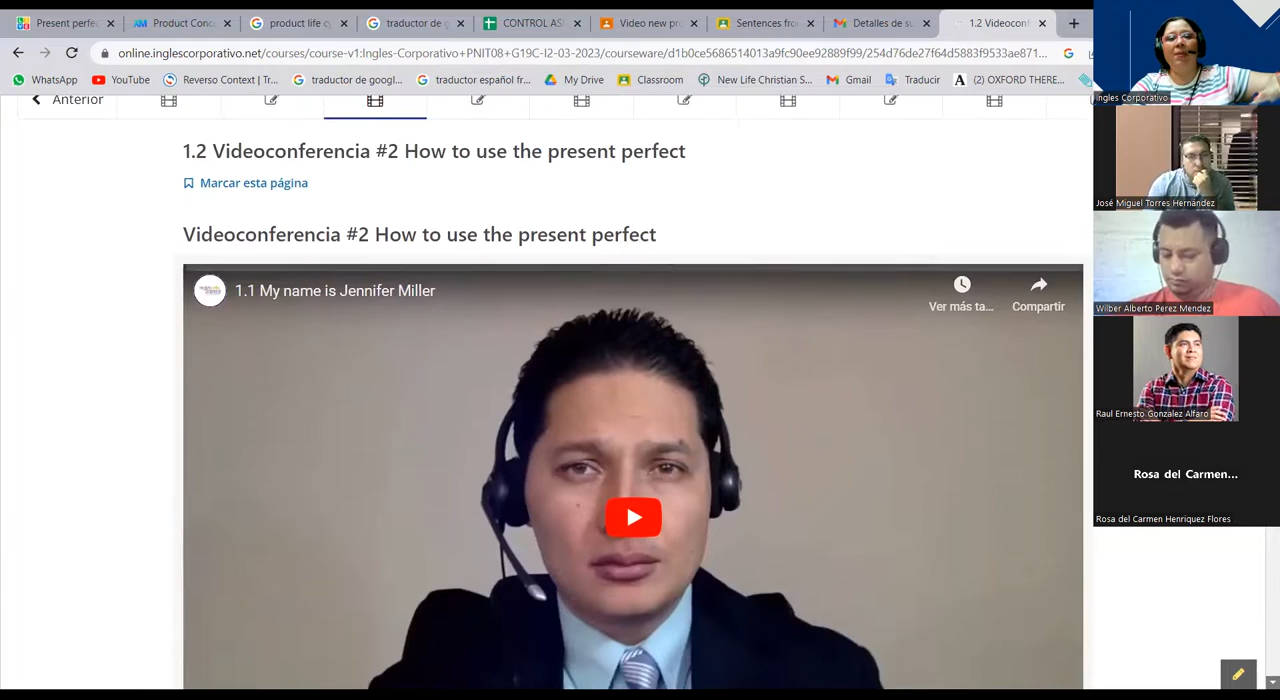 Present perfe
Product Conc
product life cy
traductor de g
CONTROL ASI
Video new pro
Sentences fro
Detalles de su
1.2 Videoconf
online.inglescorporativo.net/courses/course-v1:Ingles-Corporativo+INT08+G19C-I2-03-2023/courseware/d1b0ce5686514013a9fc90ee92889f99/254d76de27f64d5883f9533ae871...
WhatsApp
YouTube
Reverso Context | Tr...
traductor de googl...
traductor español fr...
My Drive
Classroom
New Life Christian S...
Gmail
Traducir
(2) OXFORD THERE...
Anterior
1.2 Videoconferencia #2 How to use the present perfect
Marcar esta página
Videoconferencia #2 How to use the present perfect
1.1 My name is Jennifer Miller
Ver más ta...
Compartir
Ingles Corporativo
José Miguel Torres Hernández
Wilber Alberto Perez Mendez
Raul Ernesto Gonzalez Alfaro
Rosa del Carmen...
Rosa del Carmen Henriquez Flores